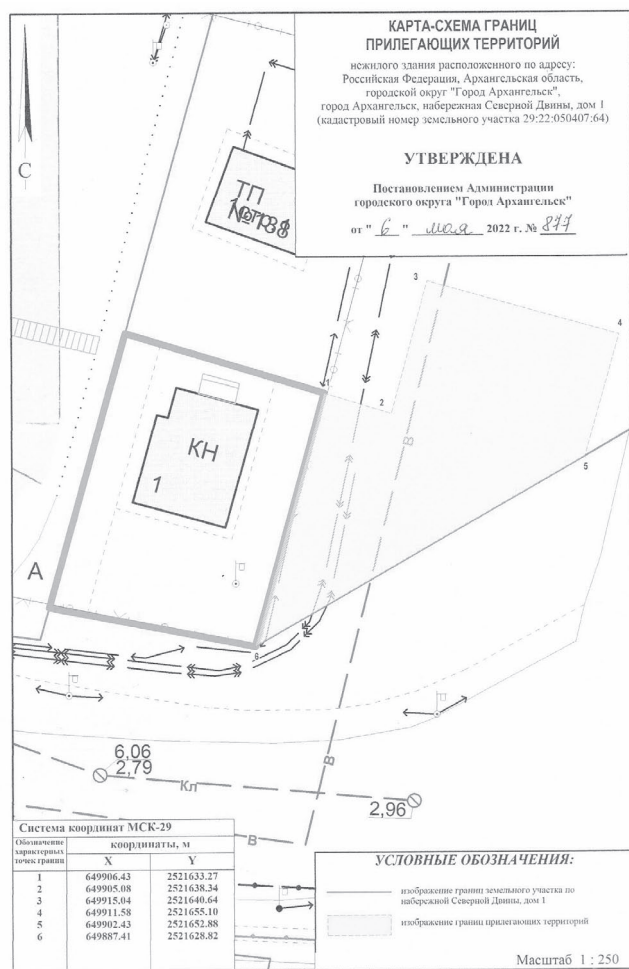 КАРТА-СХЕМА ГРАНИЦ
ПРИЛЕГАЮЩИХ ТЕРРИТОРИЙ
нежилого здания расположенного по адресу:
Российская Федерация, Архангельская область,
городской округ "Город Архангельск",
город Архангельск, набережная Северной Двины, дом 1
(кадастровый номер земельного участка 29:22:050407:64)
УТВЕРЖДЕНА
Постановлением Администрации
городского округа "Город Архангельск"
от " 6 " мая 2022 г. № 877
С
ТП
3
4
1
2
В
5
КН
1
А
6
6,06
2,79
Кл
В
2,96
В
Система координат МСК-29
Обозначение характерных точек границ
координаты, м
X Y
1 649906.43 2521633.27
2 649905.08 2521638.34
3 649915.04 2521640.64
4 649911.58 2521655.10
5 649902.43 2521652.88
6 649887.41 2521628.82
УСЛОВНЫЕ ОБОЗНАЧЕНИЯ:
изображение границ земельного участка по
набережной Северной Двины, дом 1
изображение границ прилегающих территорий
Масштаб 1 : 250